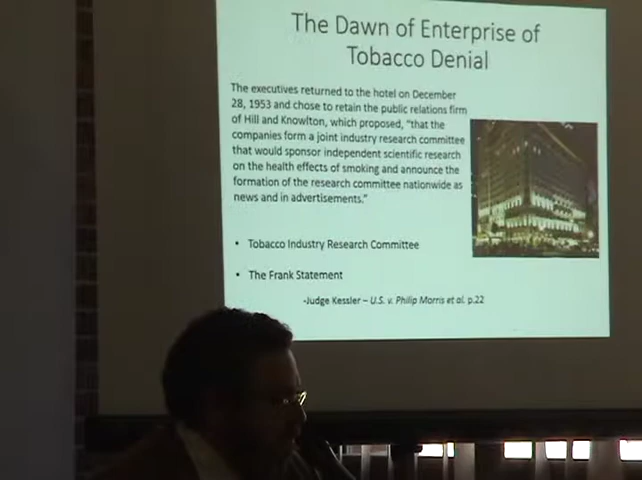 The Dawn of Enterprise of
Tobacco Denial
The executives returned to the hotel on December
28, 1953 and chose to retain the public relations firm
of Hill and Knowlton, which proposed, "that the
companies form a joint industry research committee
that would sponsor independent scientific research
on the health effects of smoking and announce the
formation of the research committee nationwide as
news and in advertisements."
• Tobacco Industry Research Committee
• The Frank Statement
-Judge Kessler – U.S. v. Philip Morris et al. p.22